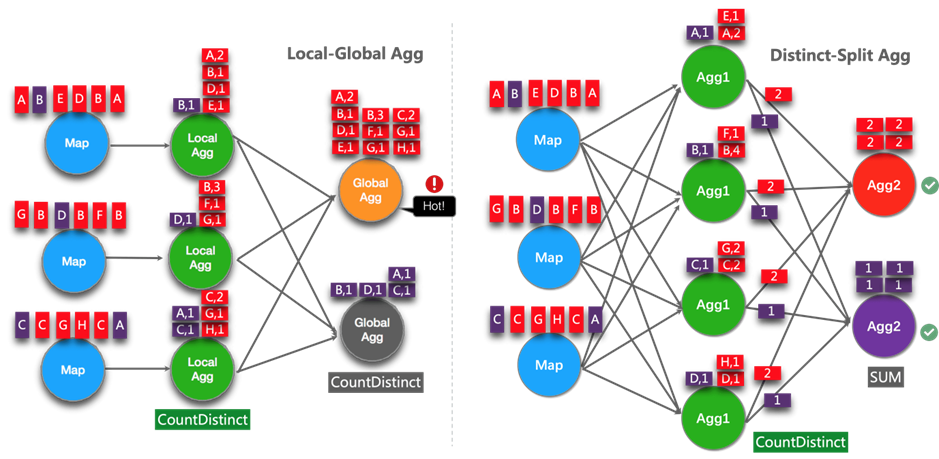 Local-Global Agg
A B E D B A
Map
A,2
B,1
D,1
B,1 E,1
Local
Agg
G B D B F B
Map
B,3
F,1
D,1 G,1
Local
Agg
C C G H C A
Map
C,2
A,1 G,1
C,1 H,1
Local
Agg
CountDistinct
A,2
B,1 B,3 C,2
D,1 F,1 G,1
E,1 G,1 H,1
Global
Agg
!
Hot!
A,1
B,1 D,1 C,1
Global
Agg
CountDistinct
Distinct-Split Agg
A B E D B A
Map
G B D B F B
Map
C C G H C A
Map
E,1
A,1 A,2
Agg1
2
1
F,1
B,1 B,4
Agg1
2
1
G,2
C,1 C,2
Agg1
2
1
H,1
D,1 D,1
Agg1
2
1
CountDistinct
2 2
2 2
Agg2
1 1
1 1
Agg2
SUM